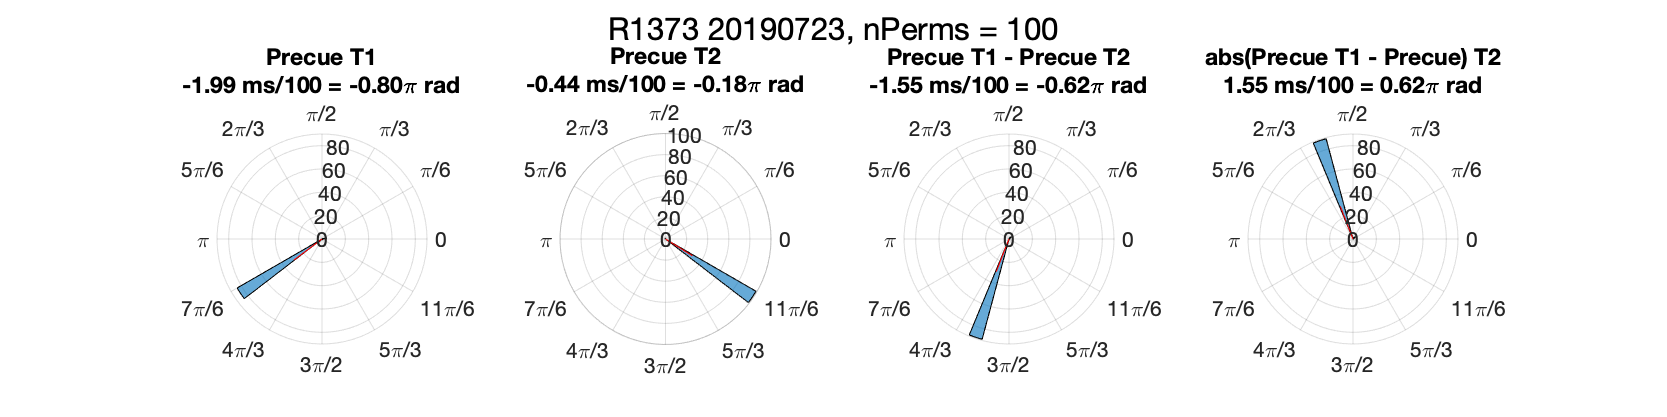 R1373 20190723, nPerms = 100
Precue T1
-1.99 ms/100 = -0.80π rad
π/2
2π/3 π/3
5π/6 π/6
π 0
7π/6 11π/6
4π/3 5π/3
3π/2
80
60
40
20
0
Precue T2
-0.44 ms/100 = -0.18π rad
π/2
2π/3 π/3
5π/6 π/6
π 0
7π/6 11π/6
4π/3 5π/3
3π/2
100
80
60
40
20
0
Precue T1 - Precue T2
-1.55 ms/100 = -0.62π rad
π/2
2π/3 π/3
5π/6 π/6
π 0
7π/6 11π/6
4π/3 5π/3
3π/2
80
60
40
20
0
abs(Precue T1 - Precue) T2
1.55 ms/100 = 0.62π rad
π/2
2π/3 π/3
5π/6 π/6
π 0
7π/6 11π/6
4π/3 5π/3
3π/2
80
60
40
20
0